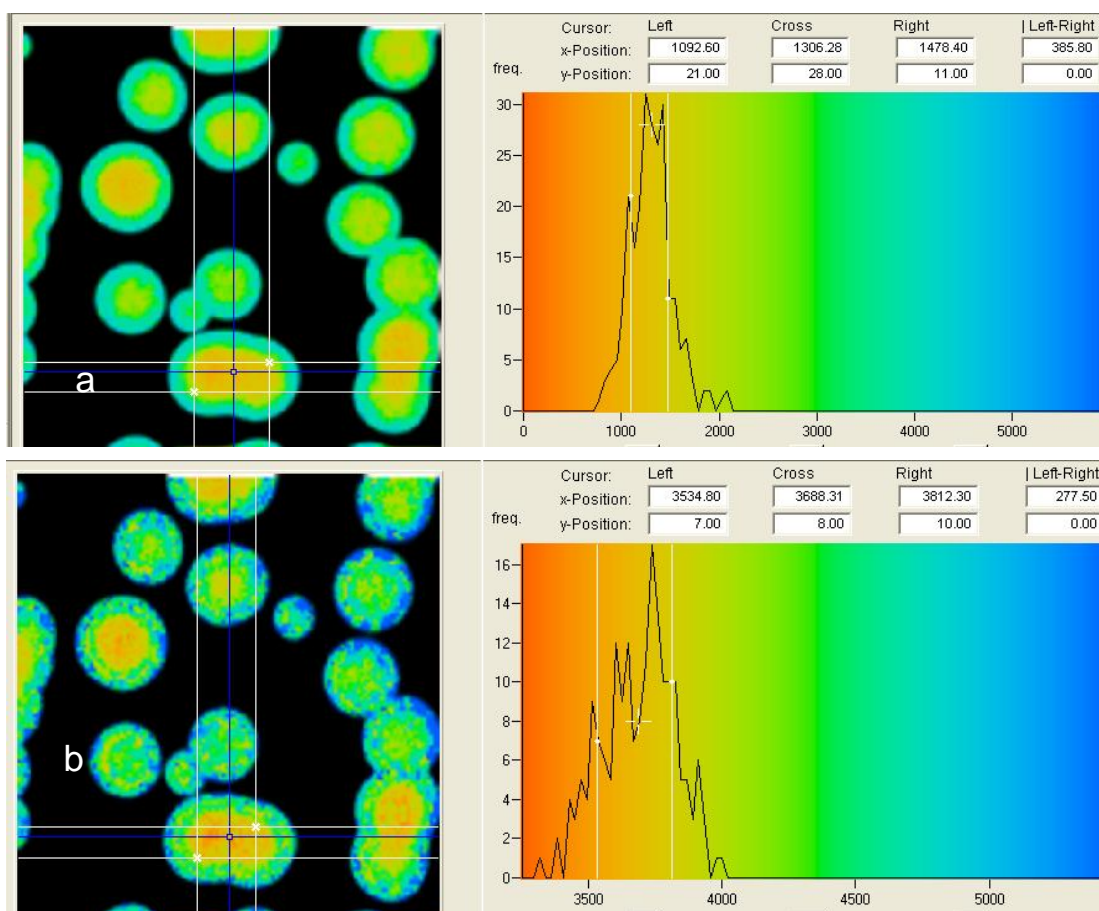 Cursor: Left Cross Right | Left-Right
x-Position: 1092.60 1306.28 1478.40 385.80
freq. y-Position: 21.00 28.00 11.00 0.00
30
25
20
15
10
5
0
0 1000 2000 3000 4000 5000
a
Cursor: Left Cross Right | Left-Right
x-Position: 3534.80 3688.31 3812.30 277.50
freq. y-Position: 7.00 8.00 10.00 0.00
16
14
12
10
8
6
4
2
0
3500 4000 4500 5000
b